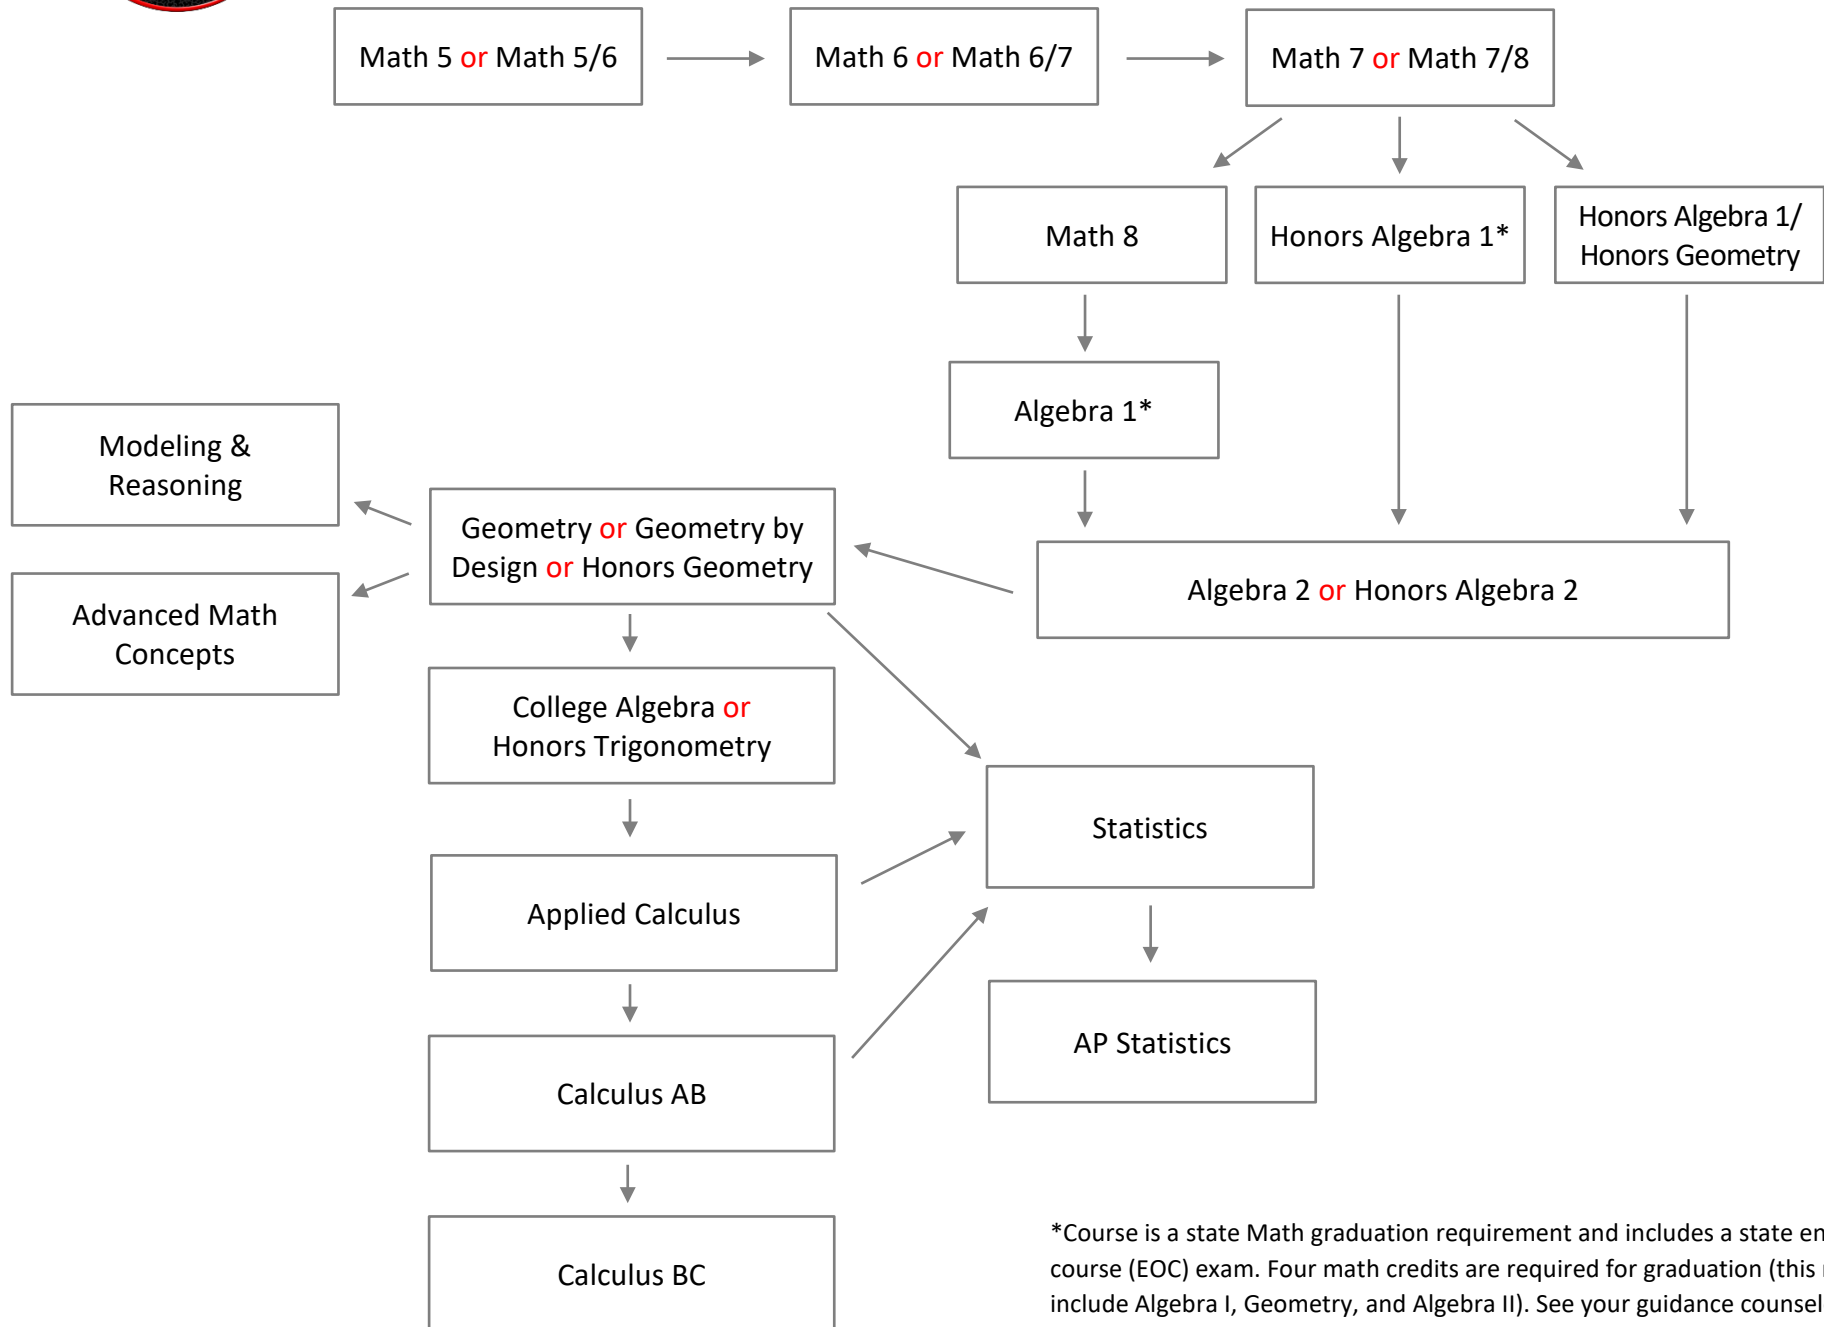 Math 5 or Math 5/6
Math 6 or Math 6/7
Math 7 or Math 7/8
Math 8
Honors Algebra 1*
Honors Algebra 1/
Honors Geometry
Algebra 1*
Modeling &
Reasoning
Geometry or Geometry by
Design or Honors Geometry
Algebra 2 or Honors Algebra 2
Advanced Math
Concepts
College Algebra or
Honors Trigonometry
Statistics
Applied Calculus
AP Statistics
Calculus AB
Calculus BC
*Course is a state Math graduation requirement and includes a state
course (EOC) exam. Four math credits are required for graduation (this
include Algebra I, Geometry, and Algebra II). See your guidance